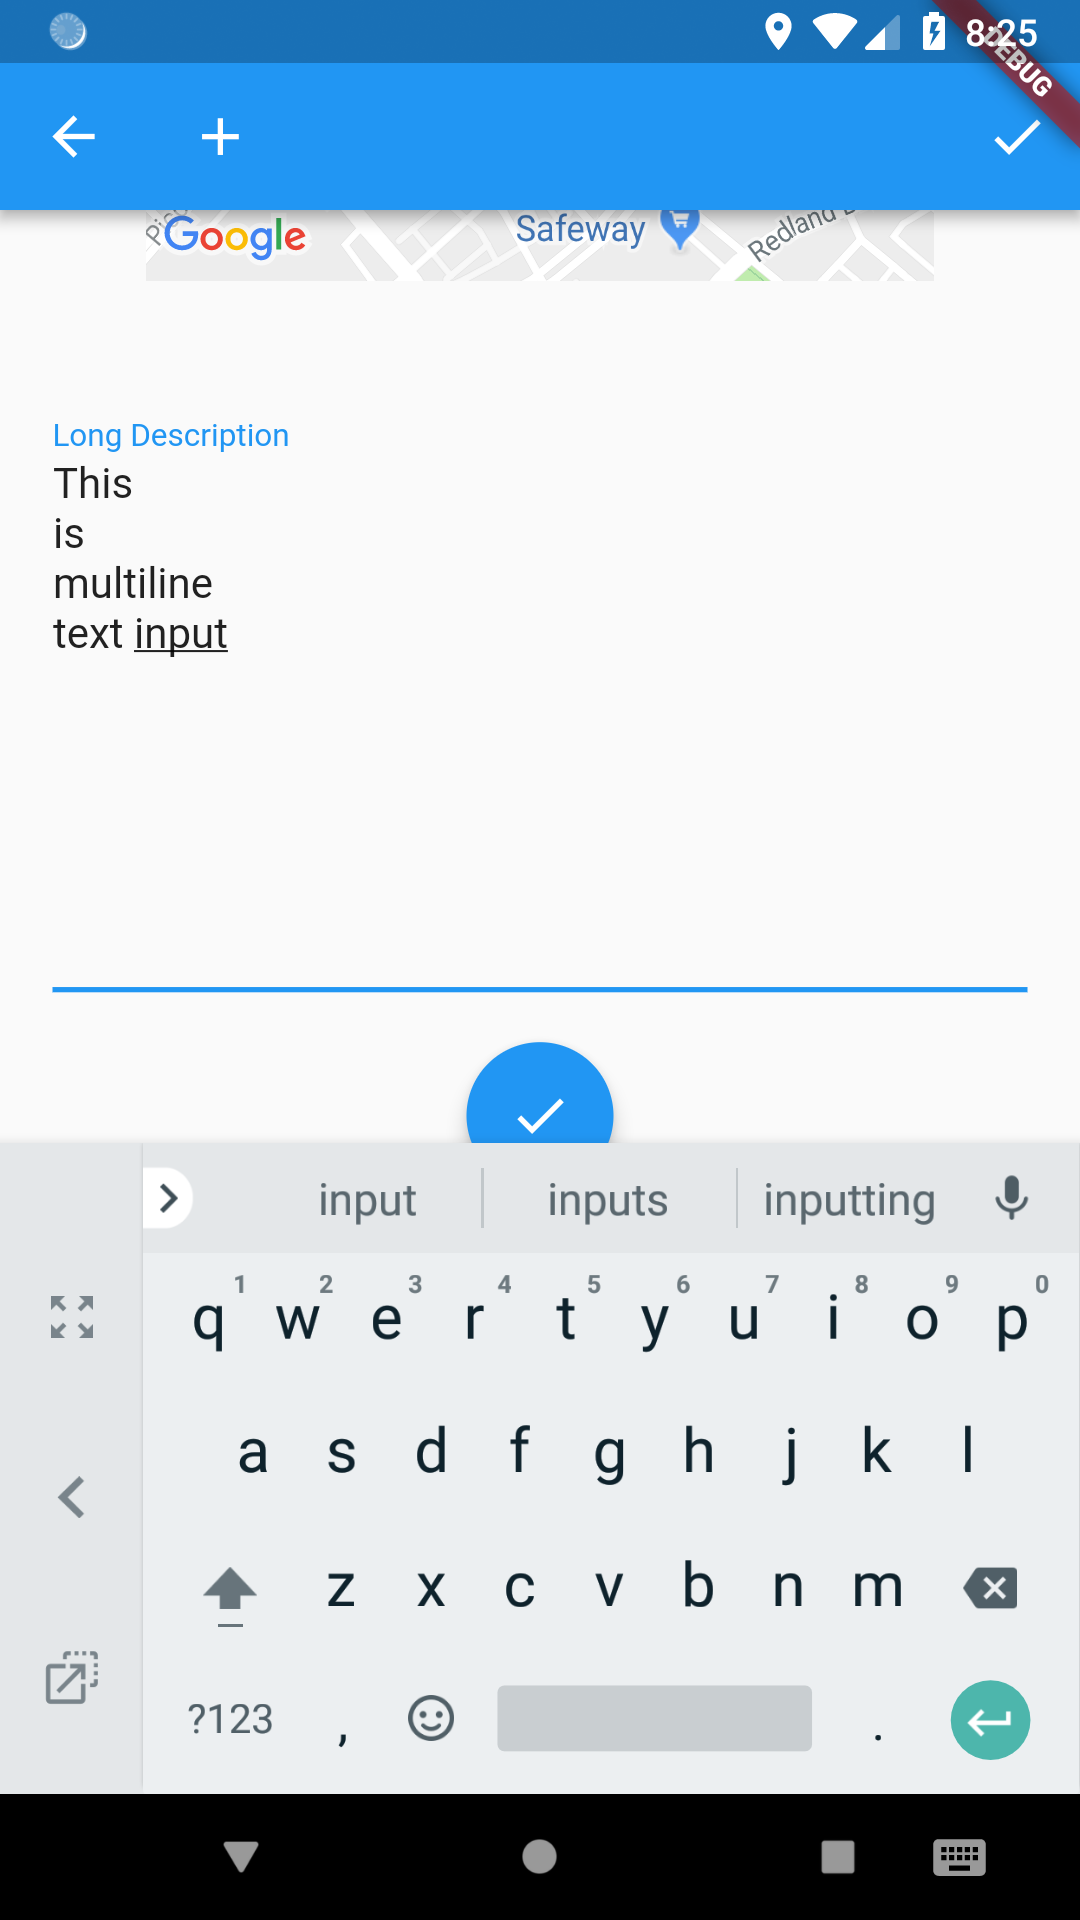 8:25
DEBUG
Google
Safeway
Redland
Long Description
This
is
multiline
text input
input inputs inputting
1 2 3 4 5 6 7 8 9 0
q w e r t y u i o p
a s d f g h j k l
z x c v b n m
?123 , .